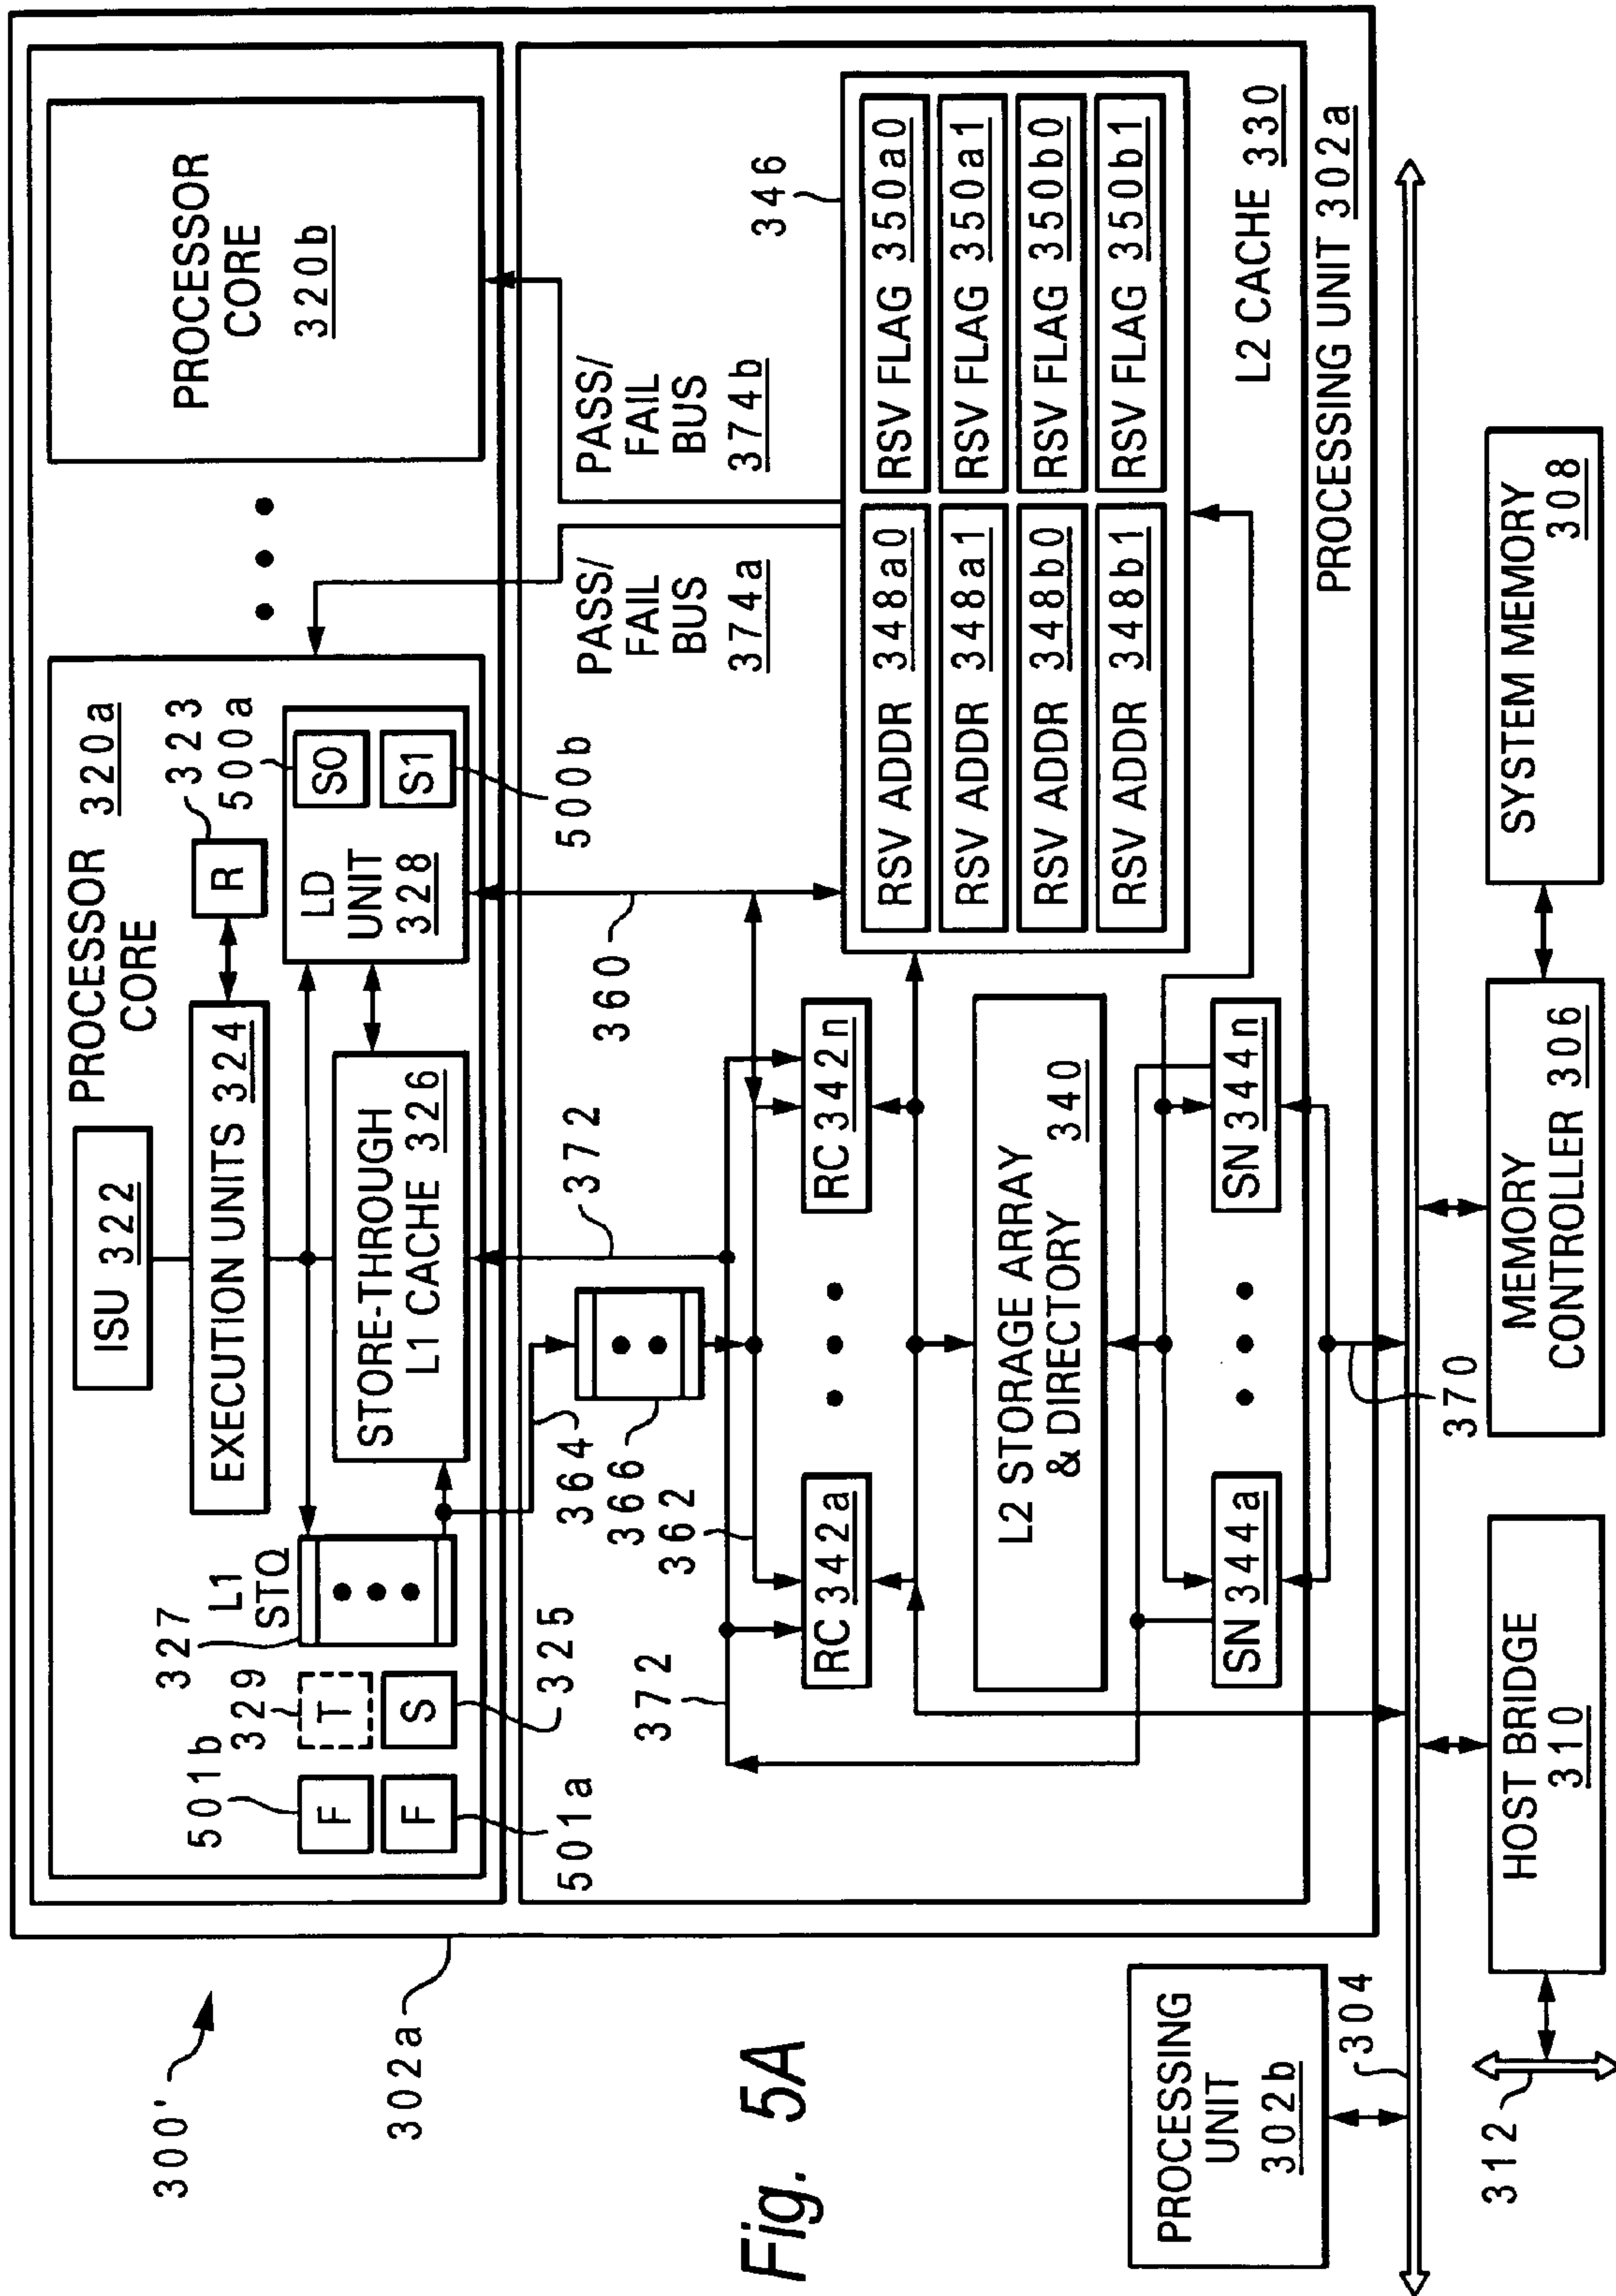 300'
302a
PROCESSOR
CORE
320a
ISU 322
EXECUTION UNITS 324
R
323
500a
STORE-THROUGH
L1 CACHE 326
LD
UNIT
328
S0
S1
500b
L1
STQ
327
329
T
S
325
501b
F
F
501a
PROCESSOR
CORE
320b
PASS/
FAIL
BUS
374a
PASS/
FAIL
BUS
374b
346
360
372
364
366
362
372
RC 342a
RC 342n
L2 STORAGE ARRAY
& DIRECTORY 340
SN 344a
SN 344n
RSV ADDR 348a0
RSV FLAG 350a0
RSV ADDR 348a1
RSV FLAG 350a1
RSV ADDR 348b0
RSV FLAG 350b0
RSV ADDR 348b1
RSV FLAG 350b1
L2 CACHE 330
PROCESSING UNIT 302a
370
PROCESSING
UNIT
302b
304
312
HOST BRIDGE
310
MEMORY
CONTROLLER 306
SYSTEM MEMORY
308
Fig. 5A